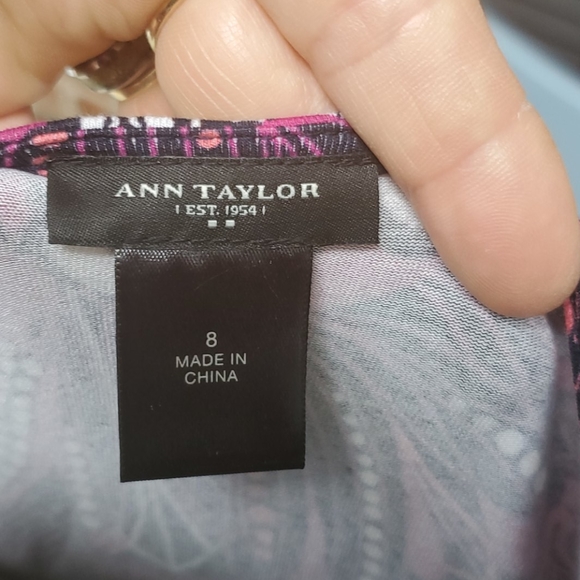 ANN TAYLOR
| EST. 1954 |
8
MADE IN
CHINA